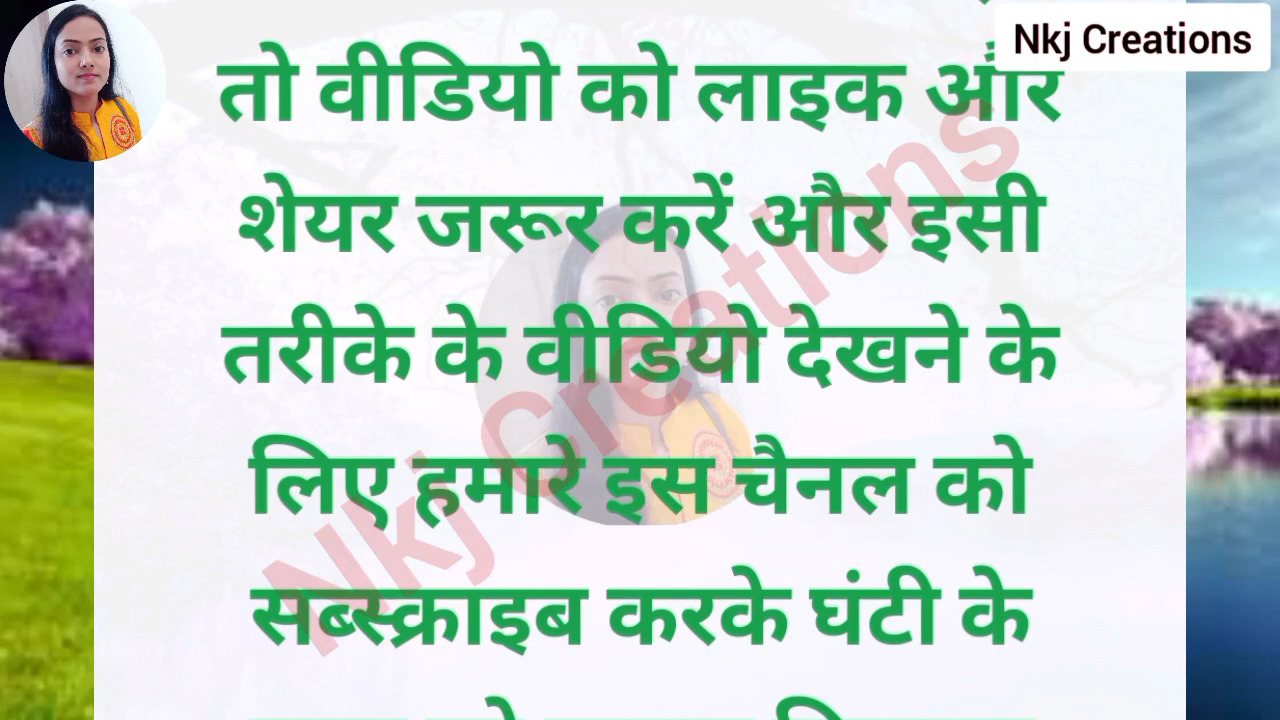 Nkj Creations
तो वीडियो को लाइक और
शेयर जरूर करें और इसी
तरीके के वीडियो देखने के
लिए हमारे इस चैनल को
सब्स्क्राइब करके घंटी के
Nkj Creations